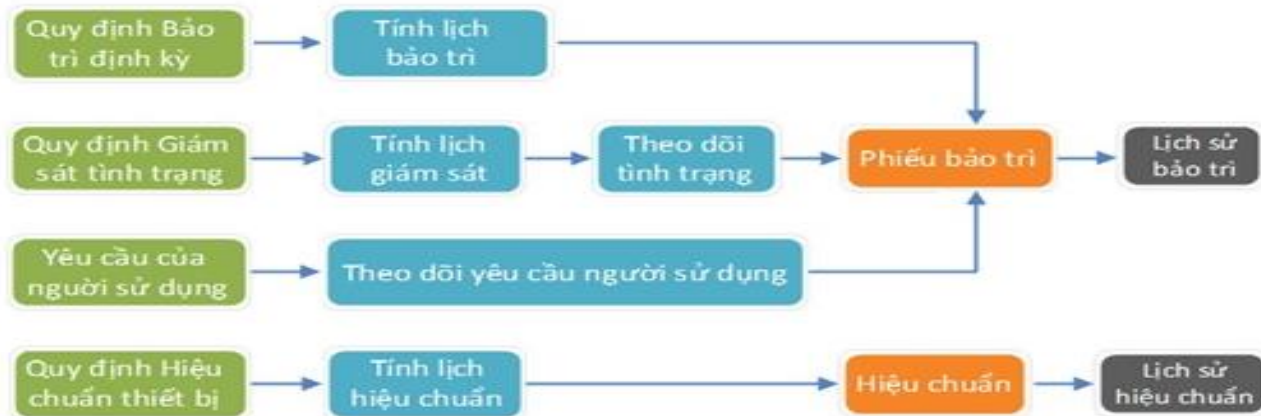 Quy định Bảo
trì định kỳ
Tính lịch
bảo trì
Quy định Giám
sát tình trạng
Tính lịch
giám sát
Theo dõi
tình trạng
Phiếu bảo trì
Lịch sử
bảo trì
Yêu cầu của
người sử dụng
Theo dõi yêu cầu người sử dụng
Quy định Hiệu
chuẩn thiết bị
Tính lịch
hiệu chuẩn
Hiệu chuẩn
Lịch sử
hiệu chuẩn